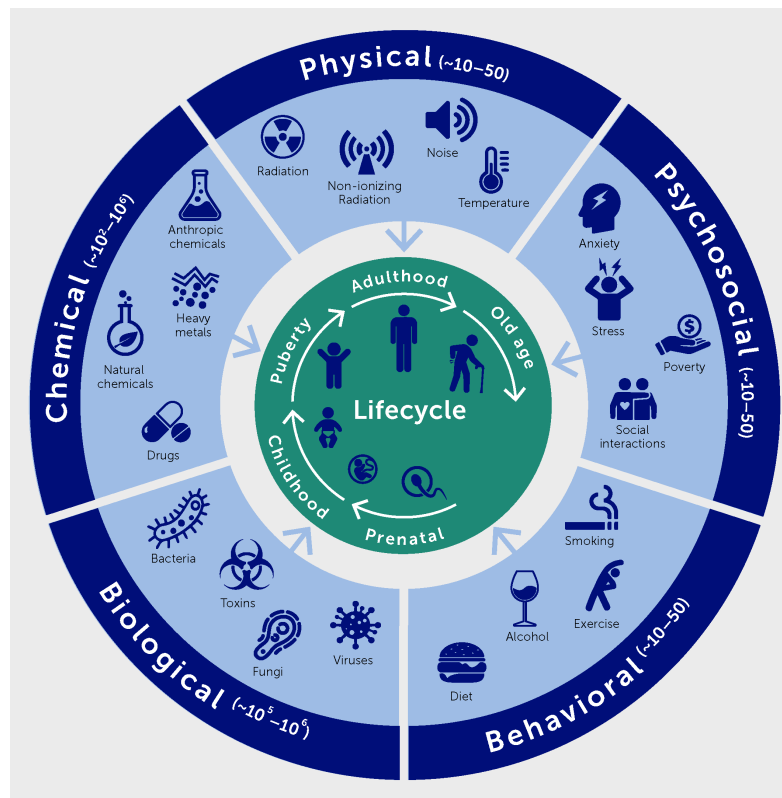 Physical (~10–50)
Radiation
Non-ionizing
Radiation
Noise
Temperature
Psychosocial (~10–50)
Anxiety
Stress
Poverty
Social
interactions
Behavioral (~10–50)
Smoking
Exercise
Alcohol
Diet
Biological (~10⁵–10⁶)
Bacteria
Toxins
Fungi
Viruses
Chemical (~10²–10⁶)
Anthropic
chemicals
Heavy
metals
Natural
chemicals
Drugs
Lifecycle
Prenatal
Childhood
Puberty
Adulthood
Old age
$